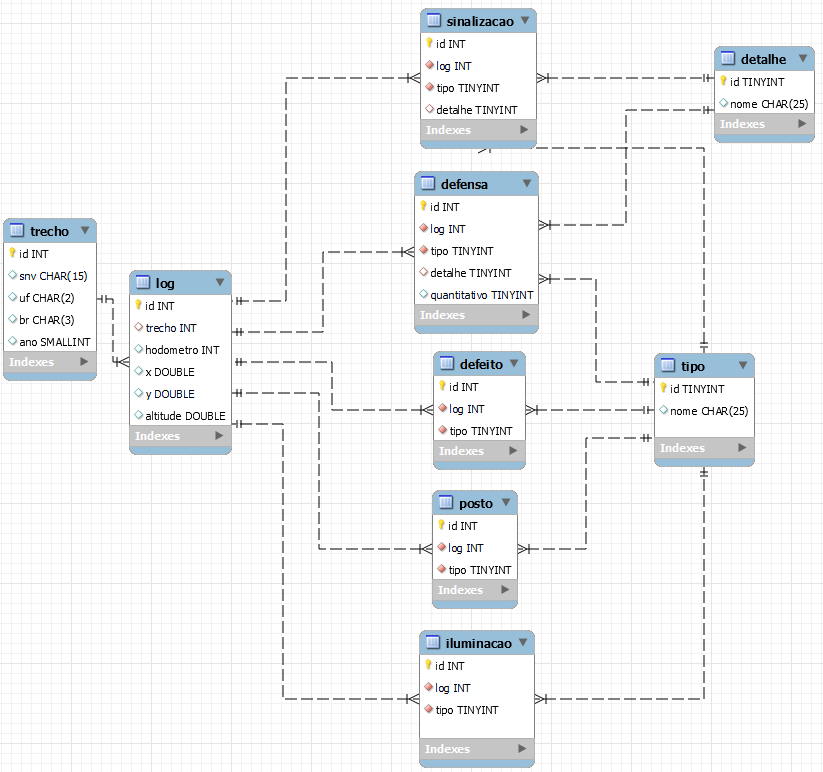 sinalizacao
id INT
log INT
tipo TINYINT
detalhe TINYINT
Indexes
detalhe
id TINYINT
nome CHAR(25)
Indexes
defensa
id INT
log INT
tipo TINYINT
detalhe TINYINT
quantitativo TINYINT
Indexes
trecho
id INT
snv CHAR(15)
uf CHAR(2)
br CHAR(3)
ano SMALLINT
Indexes
log
id INT
trecho INT
hodometro INT
x DOUBLE
y DOUBLE
altitude DOUBLE
Indexes
defeito
id INT
log INT
tipo TINYINT
Indexes
tipo
id TINYINT
nome CHAR(25)
Indexes
posto
id INT
log INT
tipo TINYINT
Indexes
iluminacao
id INT
log INT
tipo TINYINT
Indexes